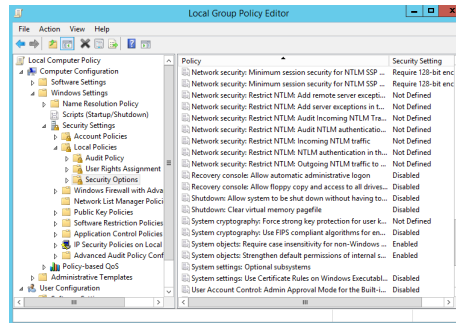 Local Group Policy Editor
File Action View Help
Local Computer Policy
Computer Configuration
Software Settings
Windows Settings
Name Resolution Policy
Scripts (Startup/Shutdown)
Security Settings
Account Policies
Local Policies
Audit Policy
User Rights Assignment
Security Options
Windows Firewall with Adva
Network List Manager Polici
Public Key Policies
Software Restriction Policies
Application Control Policies
IP Security Policies on Local
Advanced Audit Policy Conf
Policy-based QoS
Administrative Templates
User Configuration
Policy Security Setting
Network security: Minimum session security for NTLM SSP ... Require 128-bit enc
Network security: Minimum session security for NTLM SSP ... Require 128-bit enc
Network security: Restrict NTLM: Add remote server excepti... Not Defined
Network security: Restrict NTLM: Add server exceptions in t... Not Defined
Network security: Restrict NTLM: Audit Incoming NTLM Tra... Not Defined
Network security: Restrict NTLM: Audit NTLM authenticatio... Not Defined
Network security: Restrict NTLM: Incoming NTLM traffic Not Defined
Network security: Restrict NTLM: NTLM authentication in th... Not Defined
Network security: Restrict NTLM: Outgoing NTLM traffic to ... Not Defined
Recovery console: Allow automatic administrative logon Disabled
Recovery console: Allow floppy copy and access to all drives... Disabled
Shutdown: Allow system to be shut down without having to... Disabled
Shutdown: Clear virtual memory pagefile Disabled
System cryptography: Force strong key protection for user k... Not Defined
System cryptography: Use FIPS compliant algorithms for en... Disabled
System objects: Require case insensitivity for non-Windows ... Enabled
System objects: Strengthen default permissions of internal s... Enabled
System settings: Optional subsystems
System settings: Use Certificate Rules on Windows Executabl... Disabled
User Account Control: Admin Approval Mode for the Built-i... Disabled